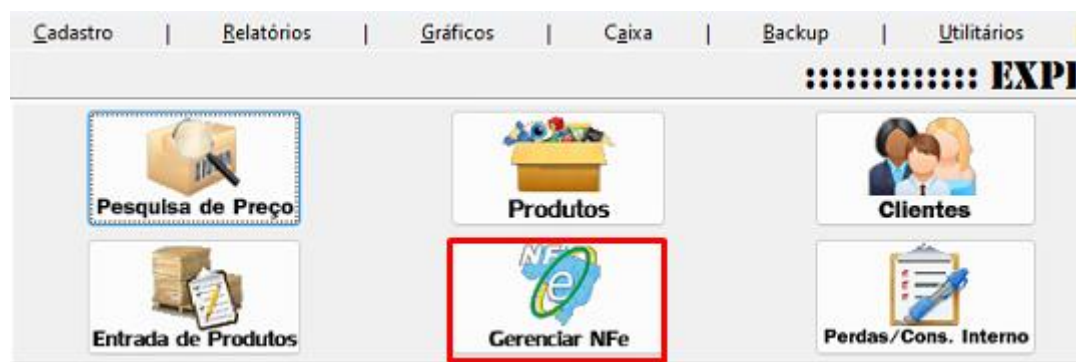 Cadastro | Relatórios | Gráficos | Caixa | Backup | Utilitários
Pesquisa de Preço Produtos Clientes
NFe
Entrada de Produtos Gerenciar NFe Perdas/Cons. Interno